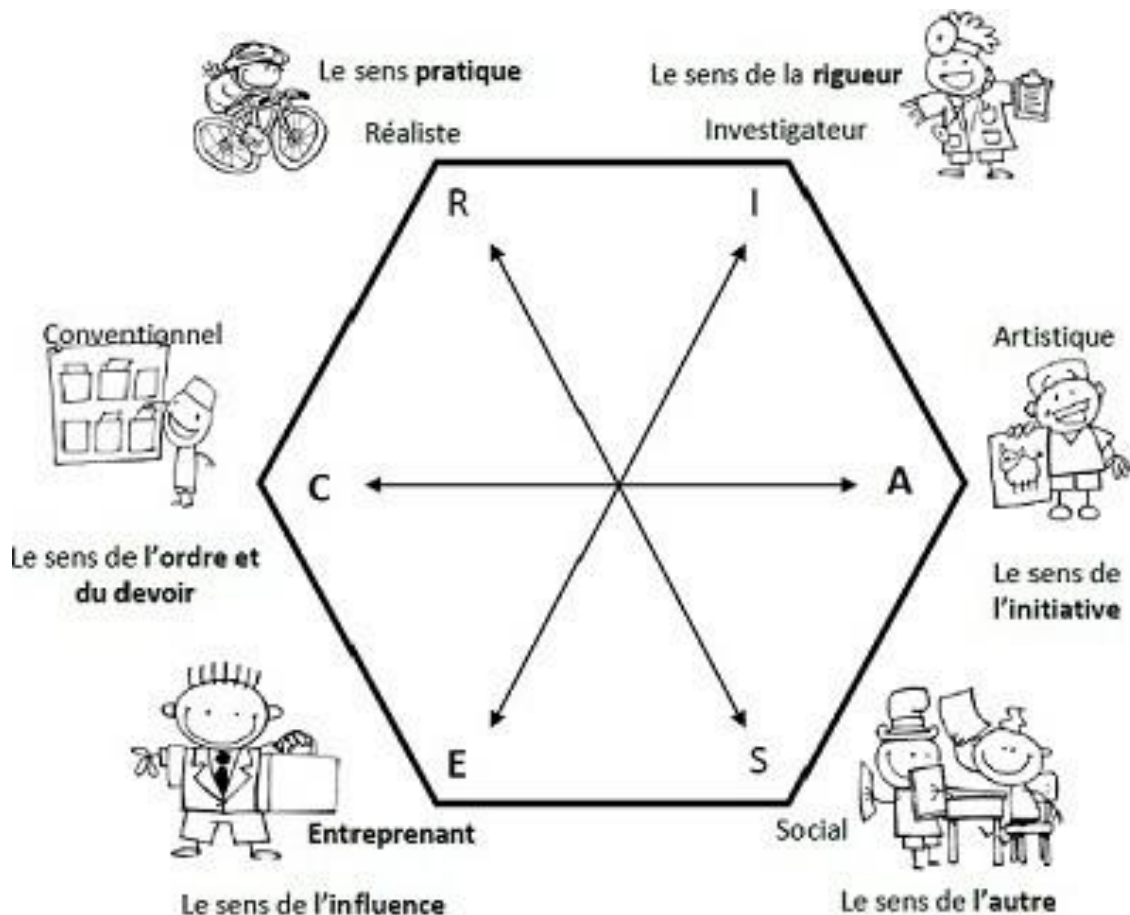 Le sens pratique
Réaliste
Le sens de la rigueur
Investigateur
R
I
Conventionnel
Artistique
C
A
Le sens de l'ordre et
du devoir
Le sens de
l'initiative
E
S
Entreprenant
Social
Le sens de l'influence
Le sens de l'autre